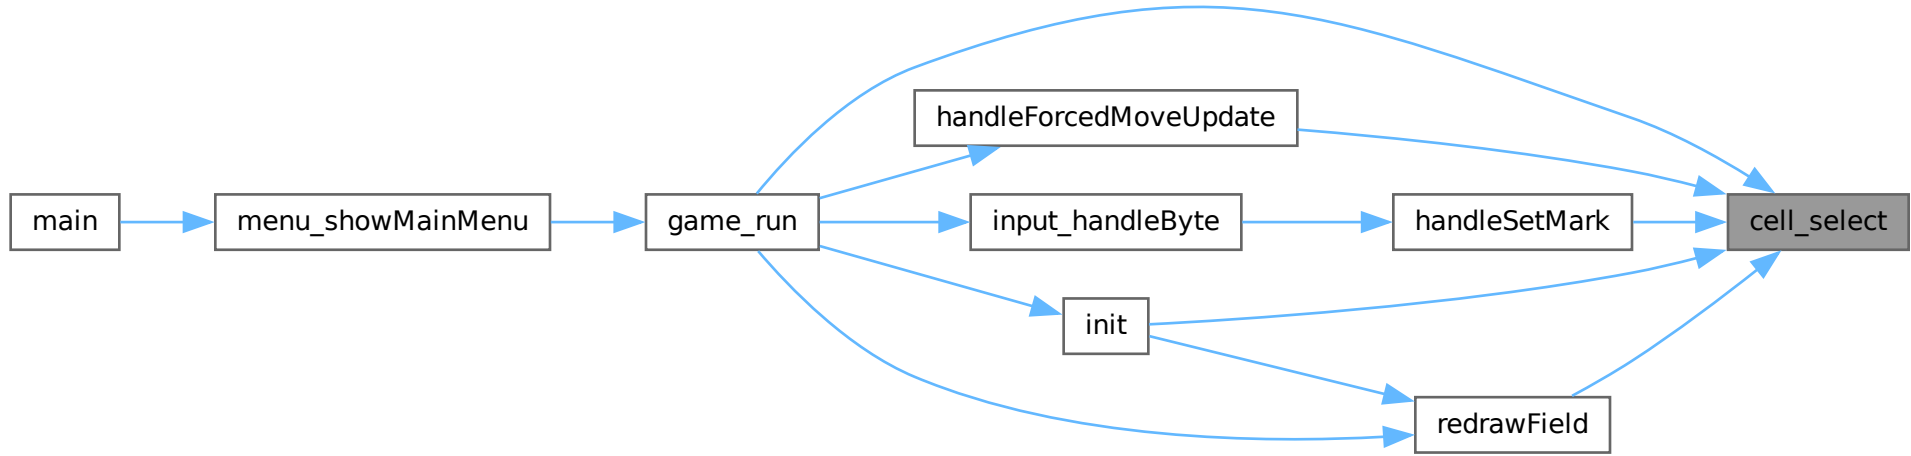 main
menu_showMainMenu
game_run
handleForcedMoveUpdate
input_handleByte
handleSetMark
init
redrawField
cell_select